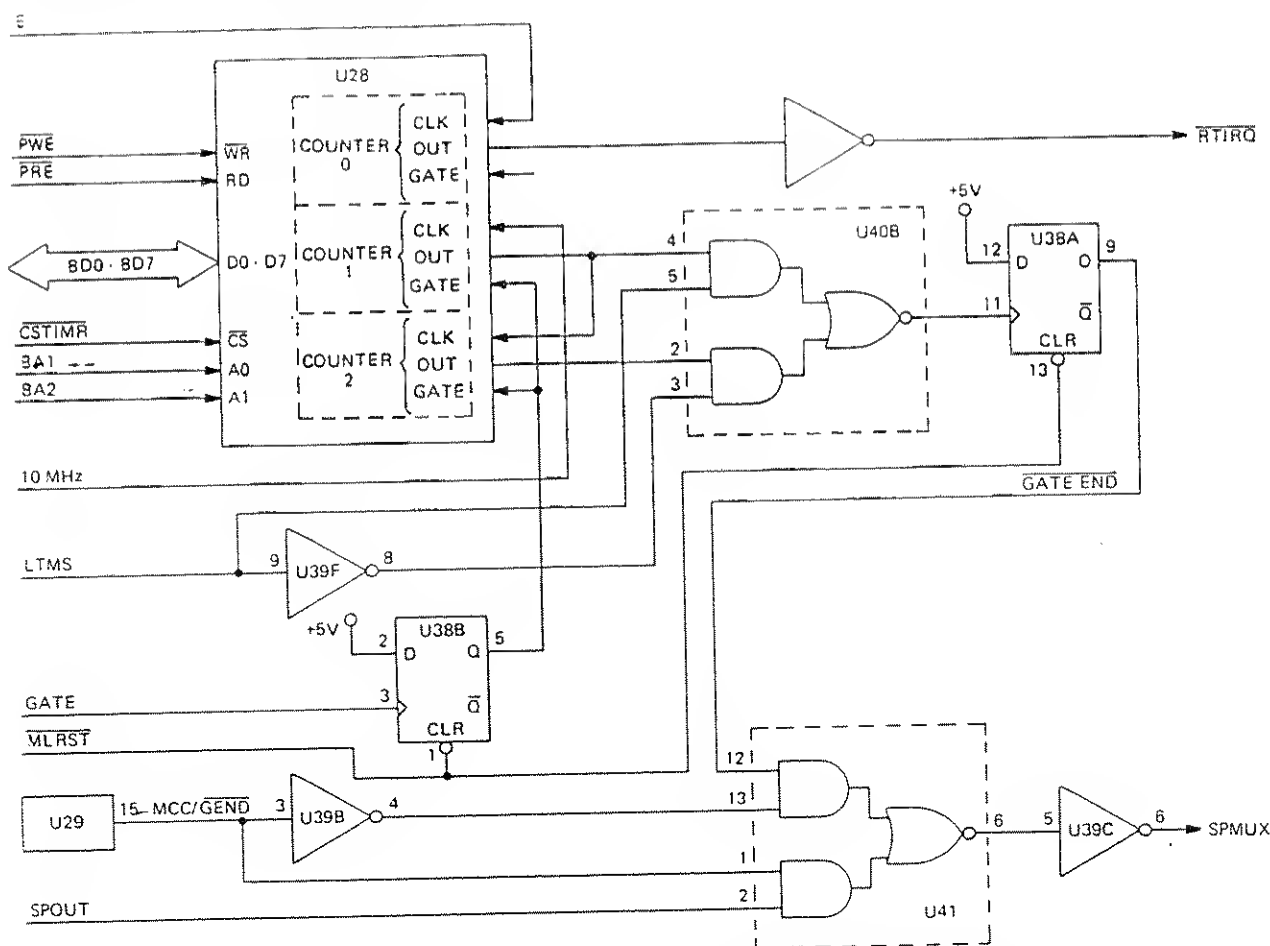 E
U28
CLK
COUNTER 0 OUT
GATE
PWE WR
PRE RD
CLK
COUNTER 1 OUT
GATE
BD0 · BD7 D0 · D7
CLK
COUNTER 2 OUT
GATE
CSTIMR CS
BA1 A0
BA2 A1
RTIRQ
U40B
4
5
2
3
+5V
U38A
12 D Q 9
11 Q
CLR
13
10 MHz
GATE END
LTMS 9 U39F 8
+5V
U38B
2 D Q 5
GATE 3 Q
CLR
MLRST 1
U29 15 MCC/GEND 3 U39B 4
12
13
1
2
6
U41
5 U39C 6 SPMUX
SPOUT